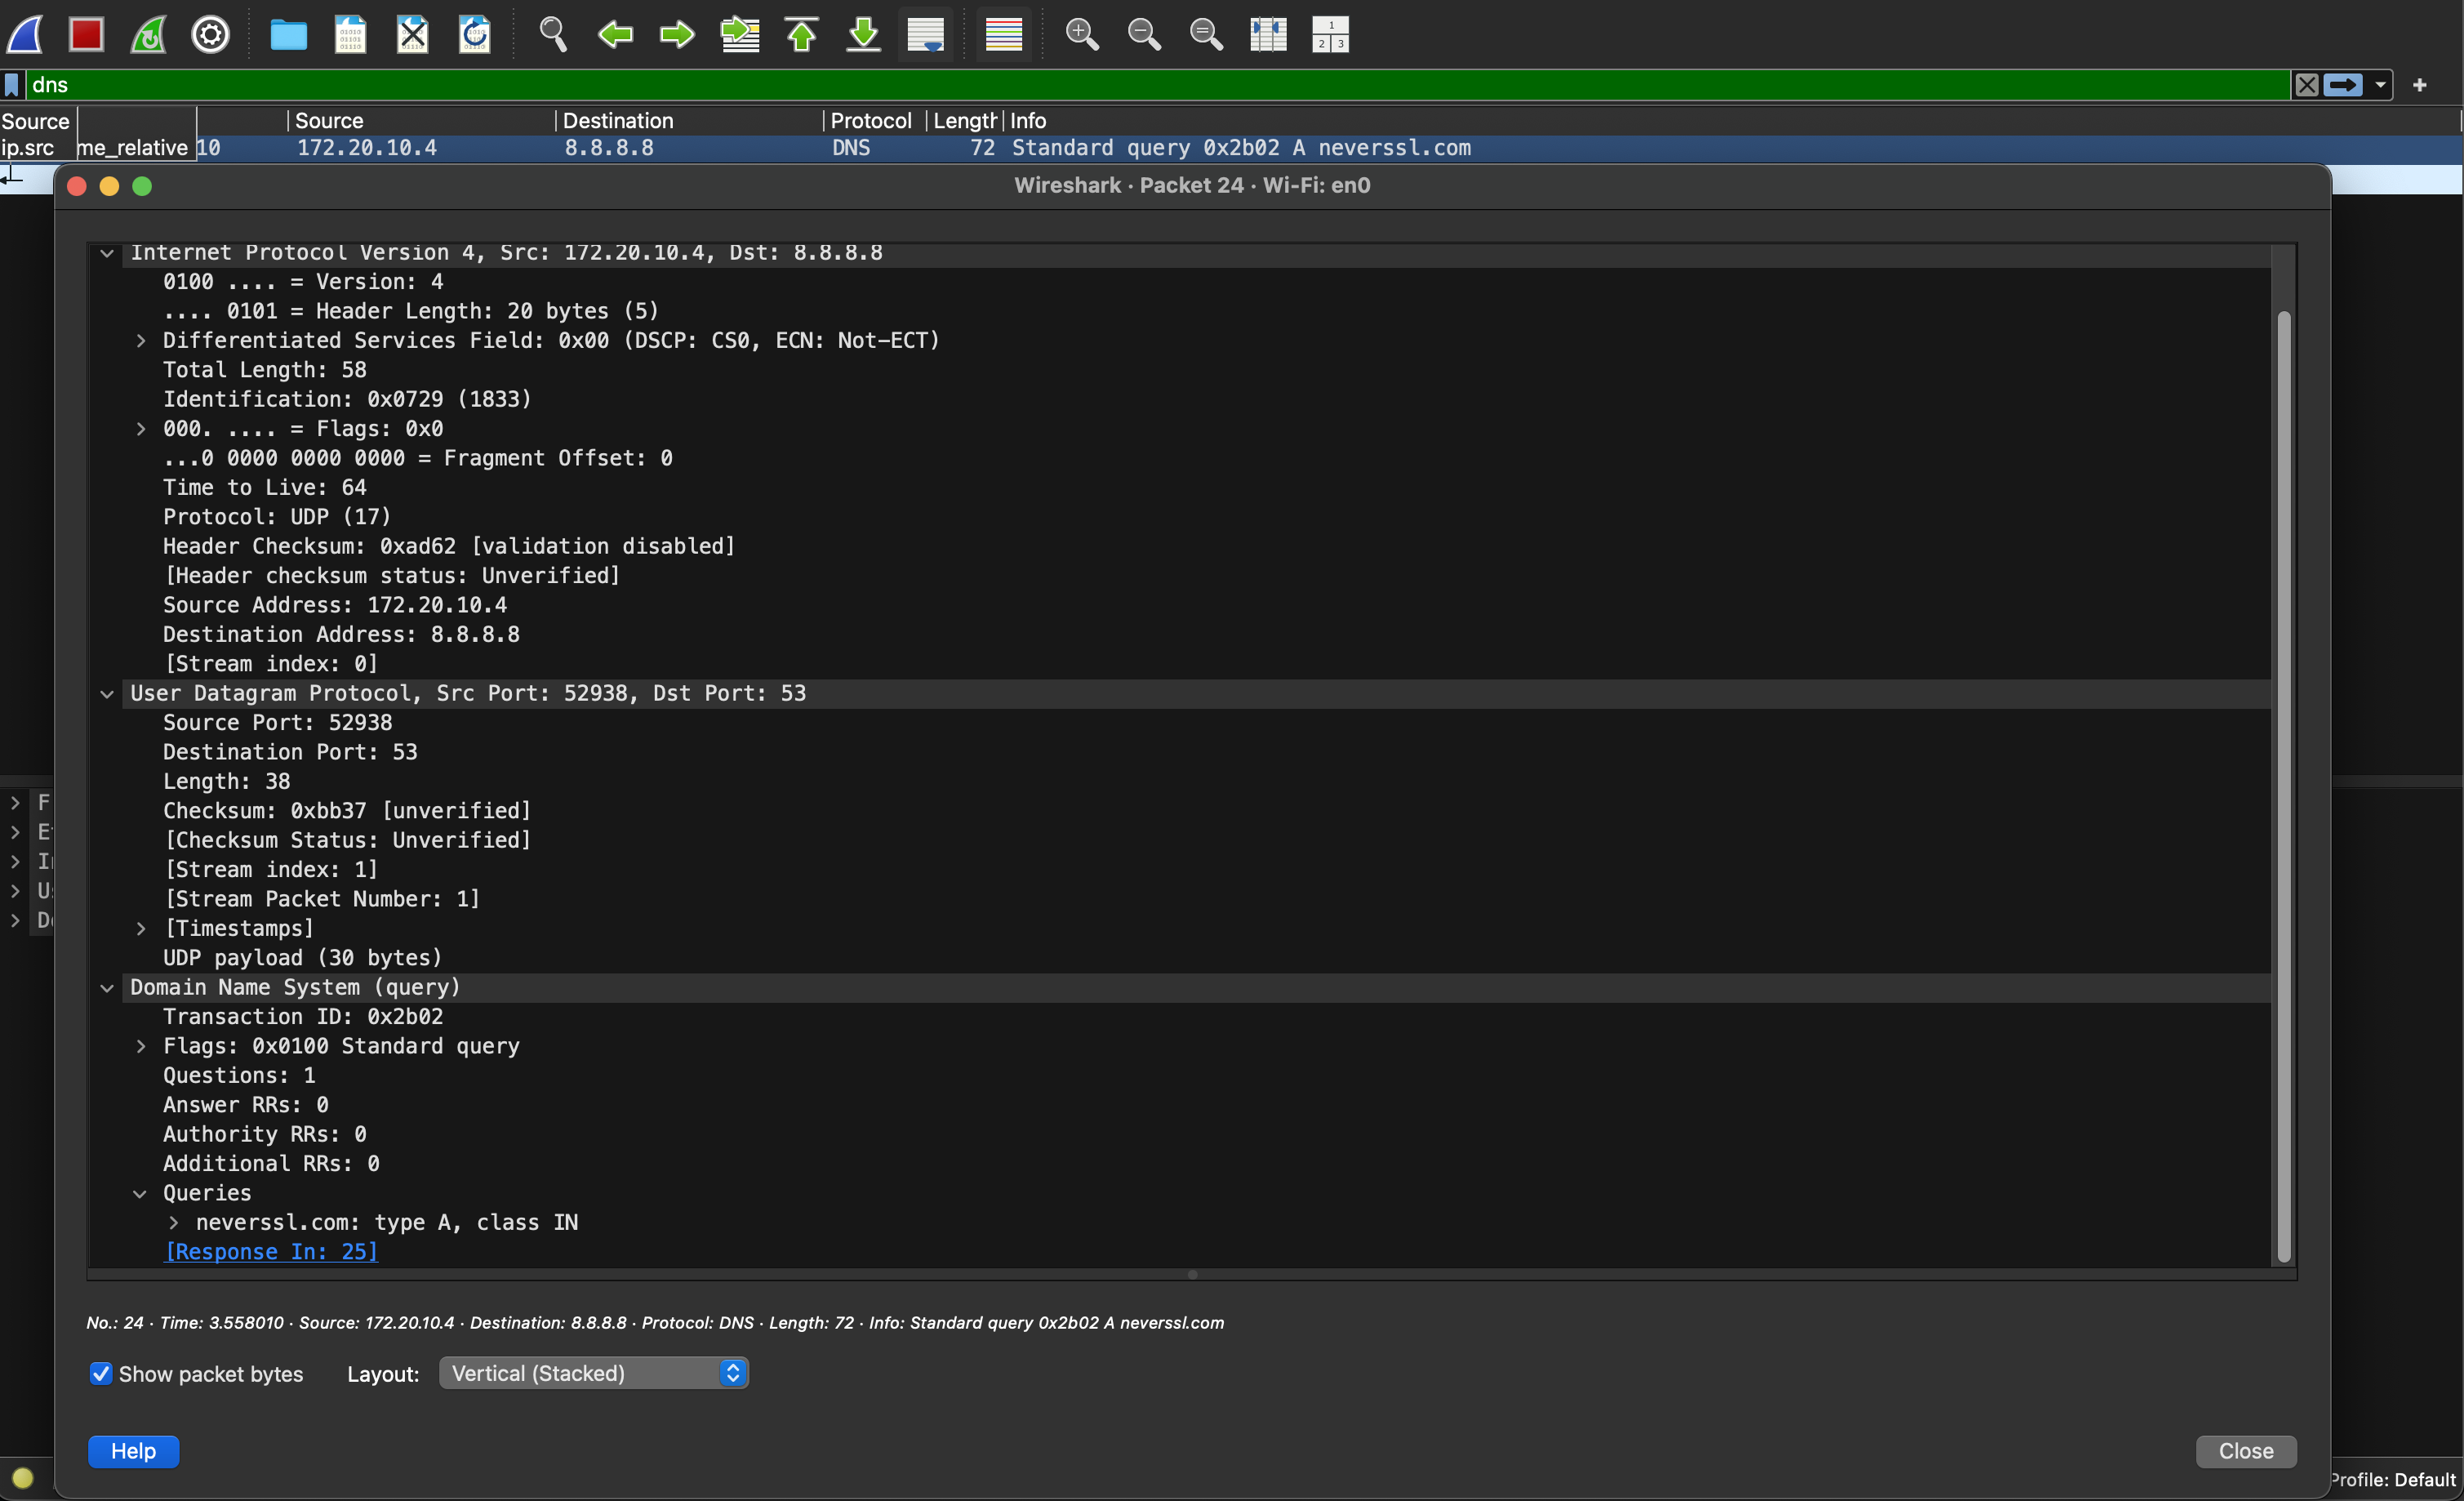 dns
Source
Source Destination Protocol Length Info
ip.src
me_relative
10 172.20.10.4 8.8.8.8 DNS 72 Standard query 0x2b02 A neverssl.com
Wireshark · Packet 24 · Wi-Fi: en0
Internet Protocol Version 4, Src: 172.20.10.4, Dst: 8.8.8.8
0100 .... = Version: 4
.... 0101 = Header Length: 20 bytes (5)
Differentiated Services Field: 0x00 (DSCP: CS0, ECN: Not-ECT)
Total Length: 58
Identification: 0x0729 (1833)
000. .... = Flags: 0x0
...0 0000 0000 0000 = Fragment Offset: 0
Time to Live: 64
Protocol: UDP (17)
Header Checksum: 0xad62 [validation disabled]
[Header checksum status: Unverified]
Source Address: 172.20.10.4
Destination Address: 8.8.8.8
[Stream index: 0]
User Datagram Protocol, Src Port: 52938, Dst Port: 53
Source Port: 52938
Destination Port: 53
Length: 38
Checksum: 0xbb37 [unverified]
[Checksum Status: Unverified]
[Stream index: 1]
[Stream Packet Number: 1]
[Timestamps]
UDP payload (30 bytes)
Domain Name System (query)
Transaction ID: 0x2b02
Flags: 0x0100 Standard query
Questions: 1
Answer RRs: 0
Authority RRs: 0
Additional RRs: 0
Queries
neverssl.com: type A, class IN
[Response In: 25]
No.: 24 · Time: 3.558010 · Source: 172.20.10.4 · Destination: 8.8.8.8 · Protocol: DNS · Length: 72 · Info: Standard query 0x2b02 A neverssl.com
Show packet bytes Layout: Vertical (Stacked)
Help Close
Profile: Default